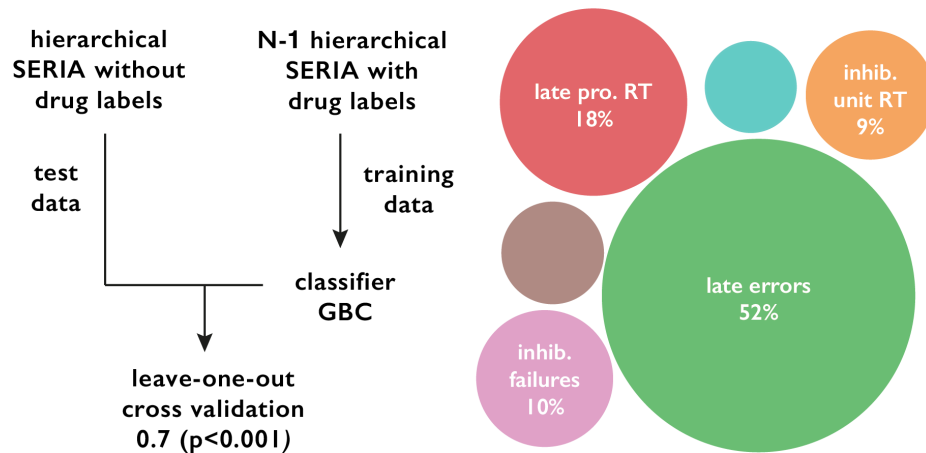 hierarchical
SERIA without
drug labels
N-1 hierarchical
SERIA with
drug labels
test
data
training
data
classifier
GBC
leave-one-out
cross validation
0.7 (p<0.001)
late pro. RT
18%
inhib.
unit RT
9%
late errors
52%
inhib.
failures
10%